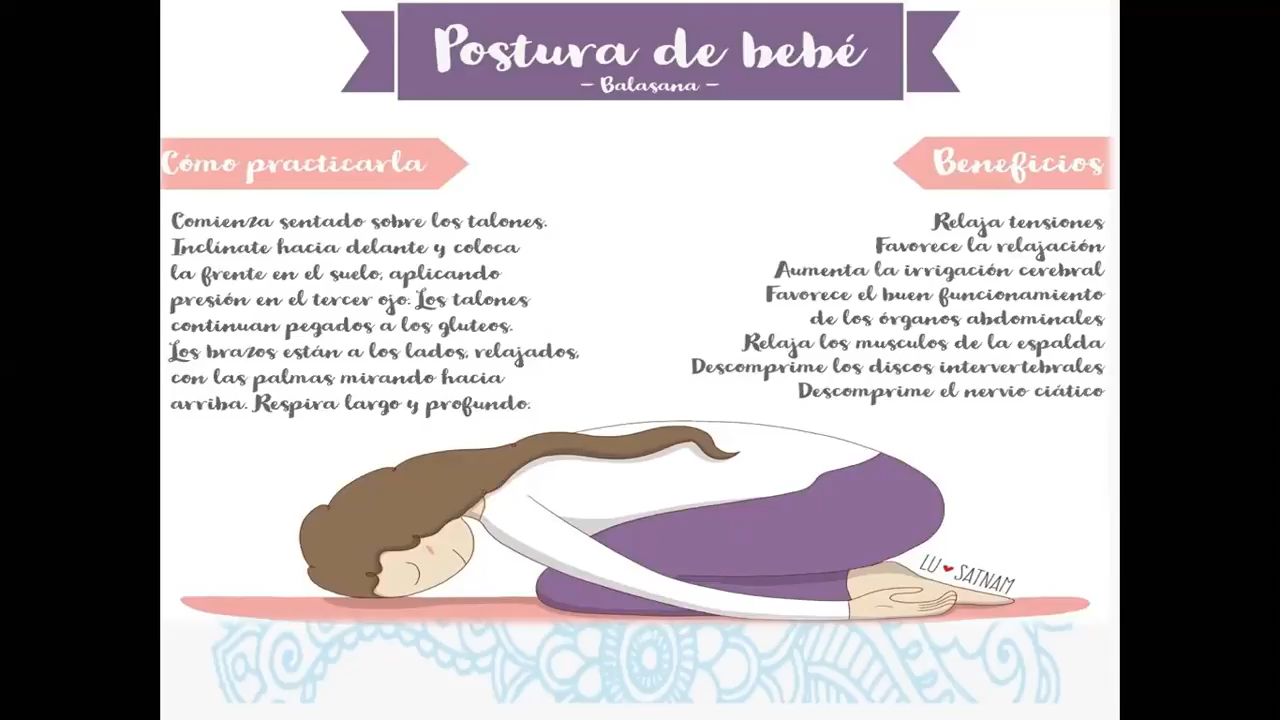 Postura de bebé
- Balasana -
Cómo practicarla
Comienza sentado sobre los talones.
Inclínate hacia delante y coloca
la frente en el suelo, aplicando
presión en el tercer ojo. Los talones
continuan pegados a los gluteos.
Los brazos están a los lados, relajados,
con las palmas mirando hacia
arriba. Respira largo y profundo.
Beneficios
Relaja tensiones
Favorece la relajación
Aumenta la irrigación cerebral
Favorece el buen funcionamiento
de los órganos abdominales
Relaja los musculos de la espalda
Descomprime los discos intervertebrales
Descomprime el nervio ciático
LU ♥ SATNAM